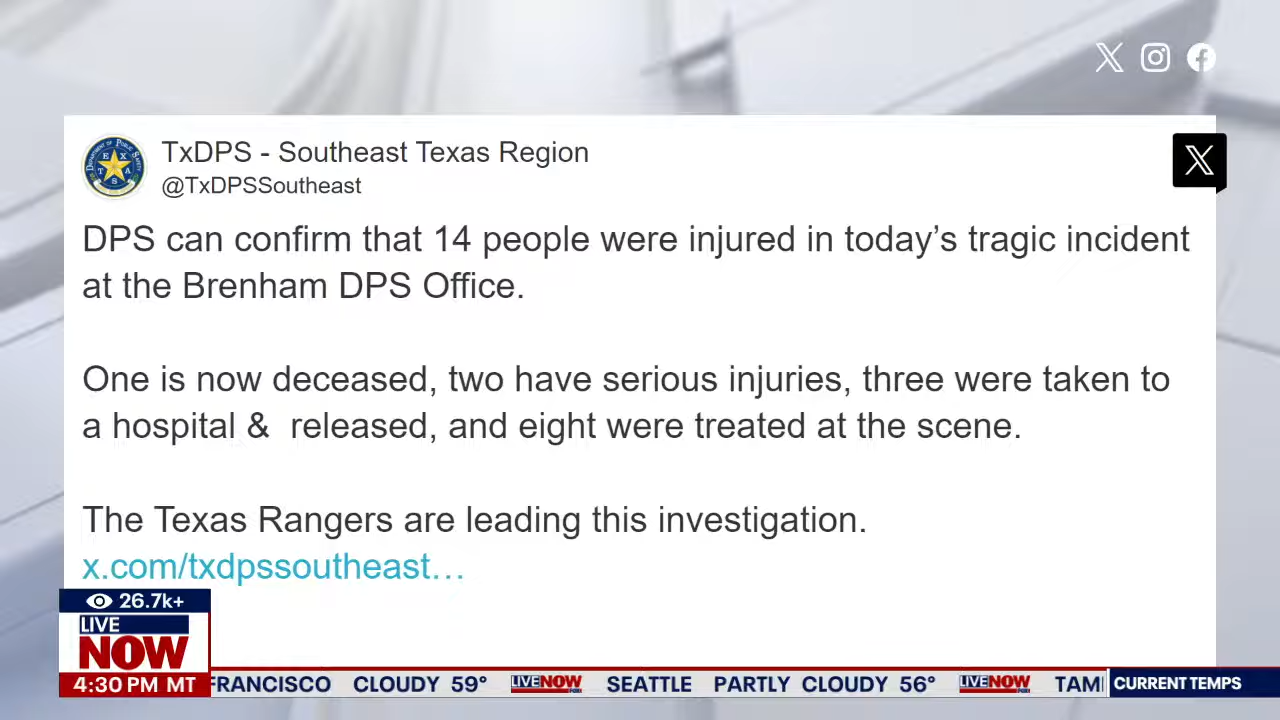 TxDPS - Southeast Texas Region
@TxDPSSoutheast
DPS can confirm that 14 people were injured in today’s tragic incident
at the Brenham DPS Office.
One is now deceased, two have serious injuries, three were taken to
a hospital &  released, and eight were treated at the scene.
The Texas Rangers are leading this investigation.
x.com/txdpssoutheast…
26.7k+
LIVE
NOW
4:30 PM MT
FRANCISCO CLOUDY 59° LIVENOW FOX SEATTLE PARTLY CLOUDY 56° LIVENOW FOX TAM
CURRENT TEMPS